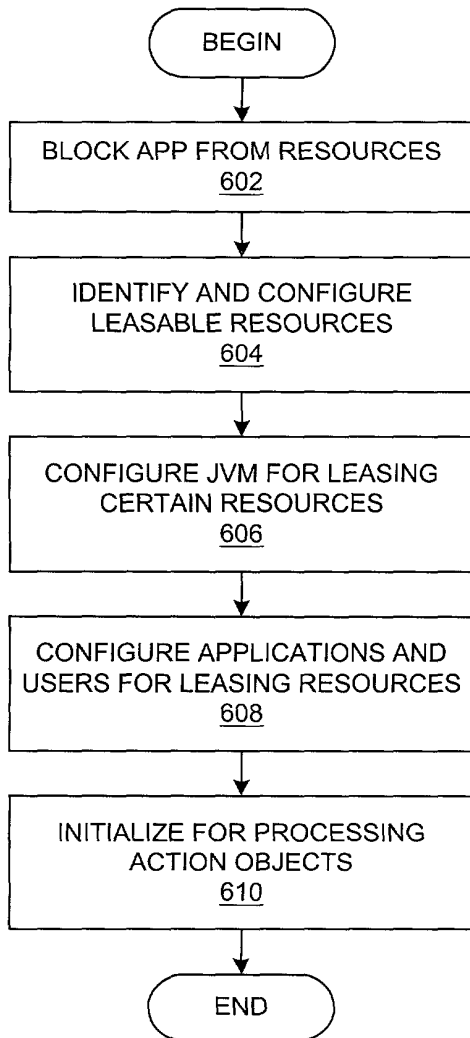 BEGIN
BLOCK APP FROM RESOURCES
602
IDENTIFY AND CONFIGURE
LEASABLE RESOURCES
604
CONFIGURE JVM FOR LEASING
CERTAIN RESOURCES
606
CONFIGURE APPLICATIONS AND
USERS FOR LEASING RESOURCES
608
INITIALIZE FOR PROCESSING
ACTION OBJECTS
610
END